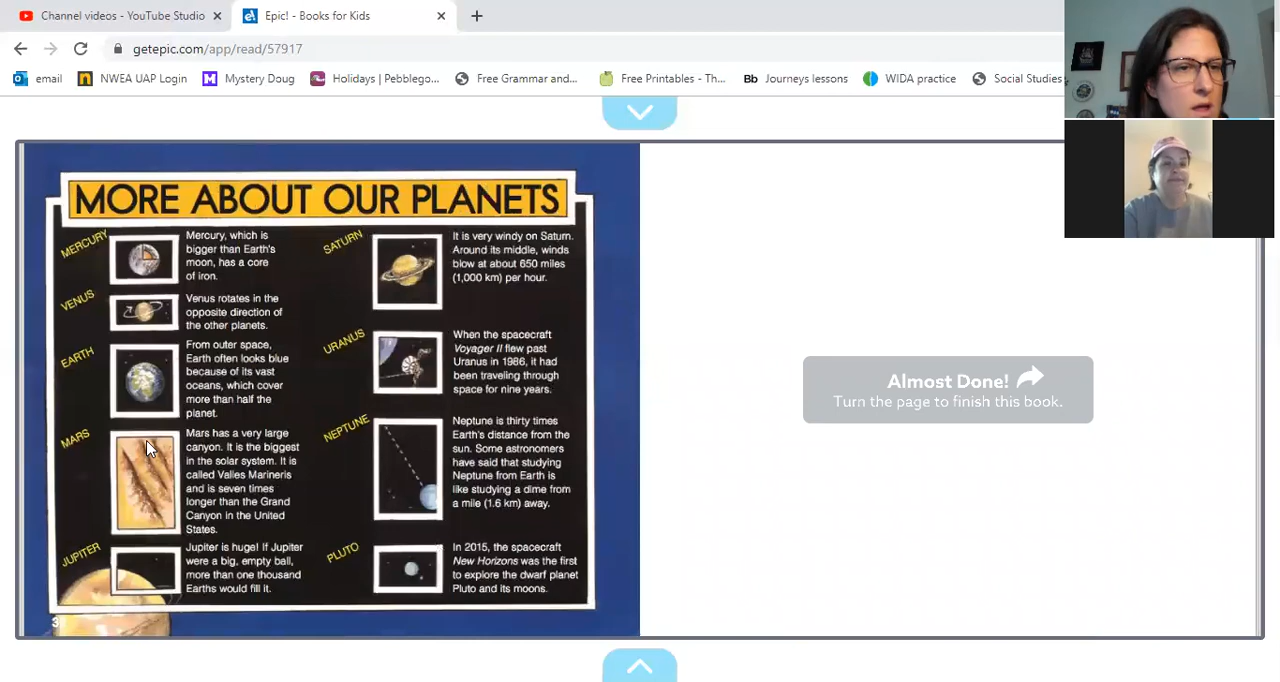 Channel videos - YouTube Studio
Epic! - Books for Kids
getepic.com/app/read/57917
email
NWEA UAP Login
Mystery Doug
Holidays | Pebblego...
Free Grammar and...
Free Printables - Th...
Bb Journeys lessons
WIDA practice
Social Studies
MORE ABOUT OUR PLANETS
MERCURY
Mercury, which is
bigger than Earth's
moon, has a core
of iron.
VENUS
Venus rotates in the
opposite direction of
the other planets.
EARTH
From outer space,
Earth often looks blue
because of its vast
oceans, which cover
more than half the
planet.
MARS
Mars has a very large
canyon. It is the biggest
in the solar system. It is
called Valles Marineris
and is seven times
longer than the Grand
Canyon in the United
States.
JUPITER
Jupiter is huge! If Jupiter
were a big, empty ball,
more than one thousand
Earths would fill it.
SATURN
It is very windy on Saturn.
Around its middle, winds
blow at about 650 miles
(1,000 km) per hour.
URANUS
When the spacecraft
Voyager II flew past
Uranus in 1986, it had
been traveling through
space for nine years.
NEPTUNE
Neptune is thirty times
Earth's distance from the
sun. Some astronomers
have said that studying
Neptune from Earth is
like studying a dime from
a mile (1.6 km) away.
PLUTO
In 2015, the spacecraft
New Horizons was the first
to explore the dwarf planet
Pluto and its moons.
Almost Done!
Turn the page to finish this book.